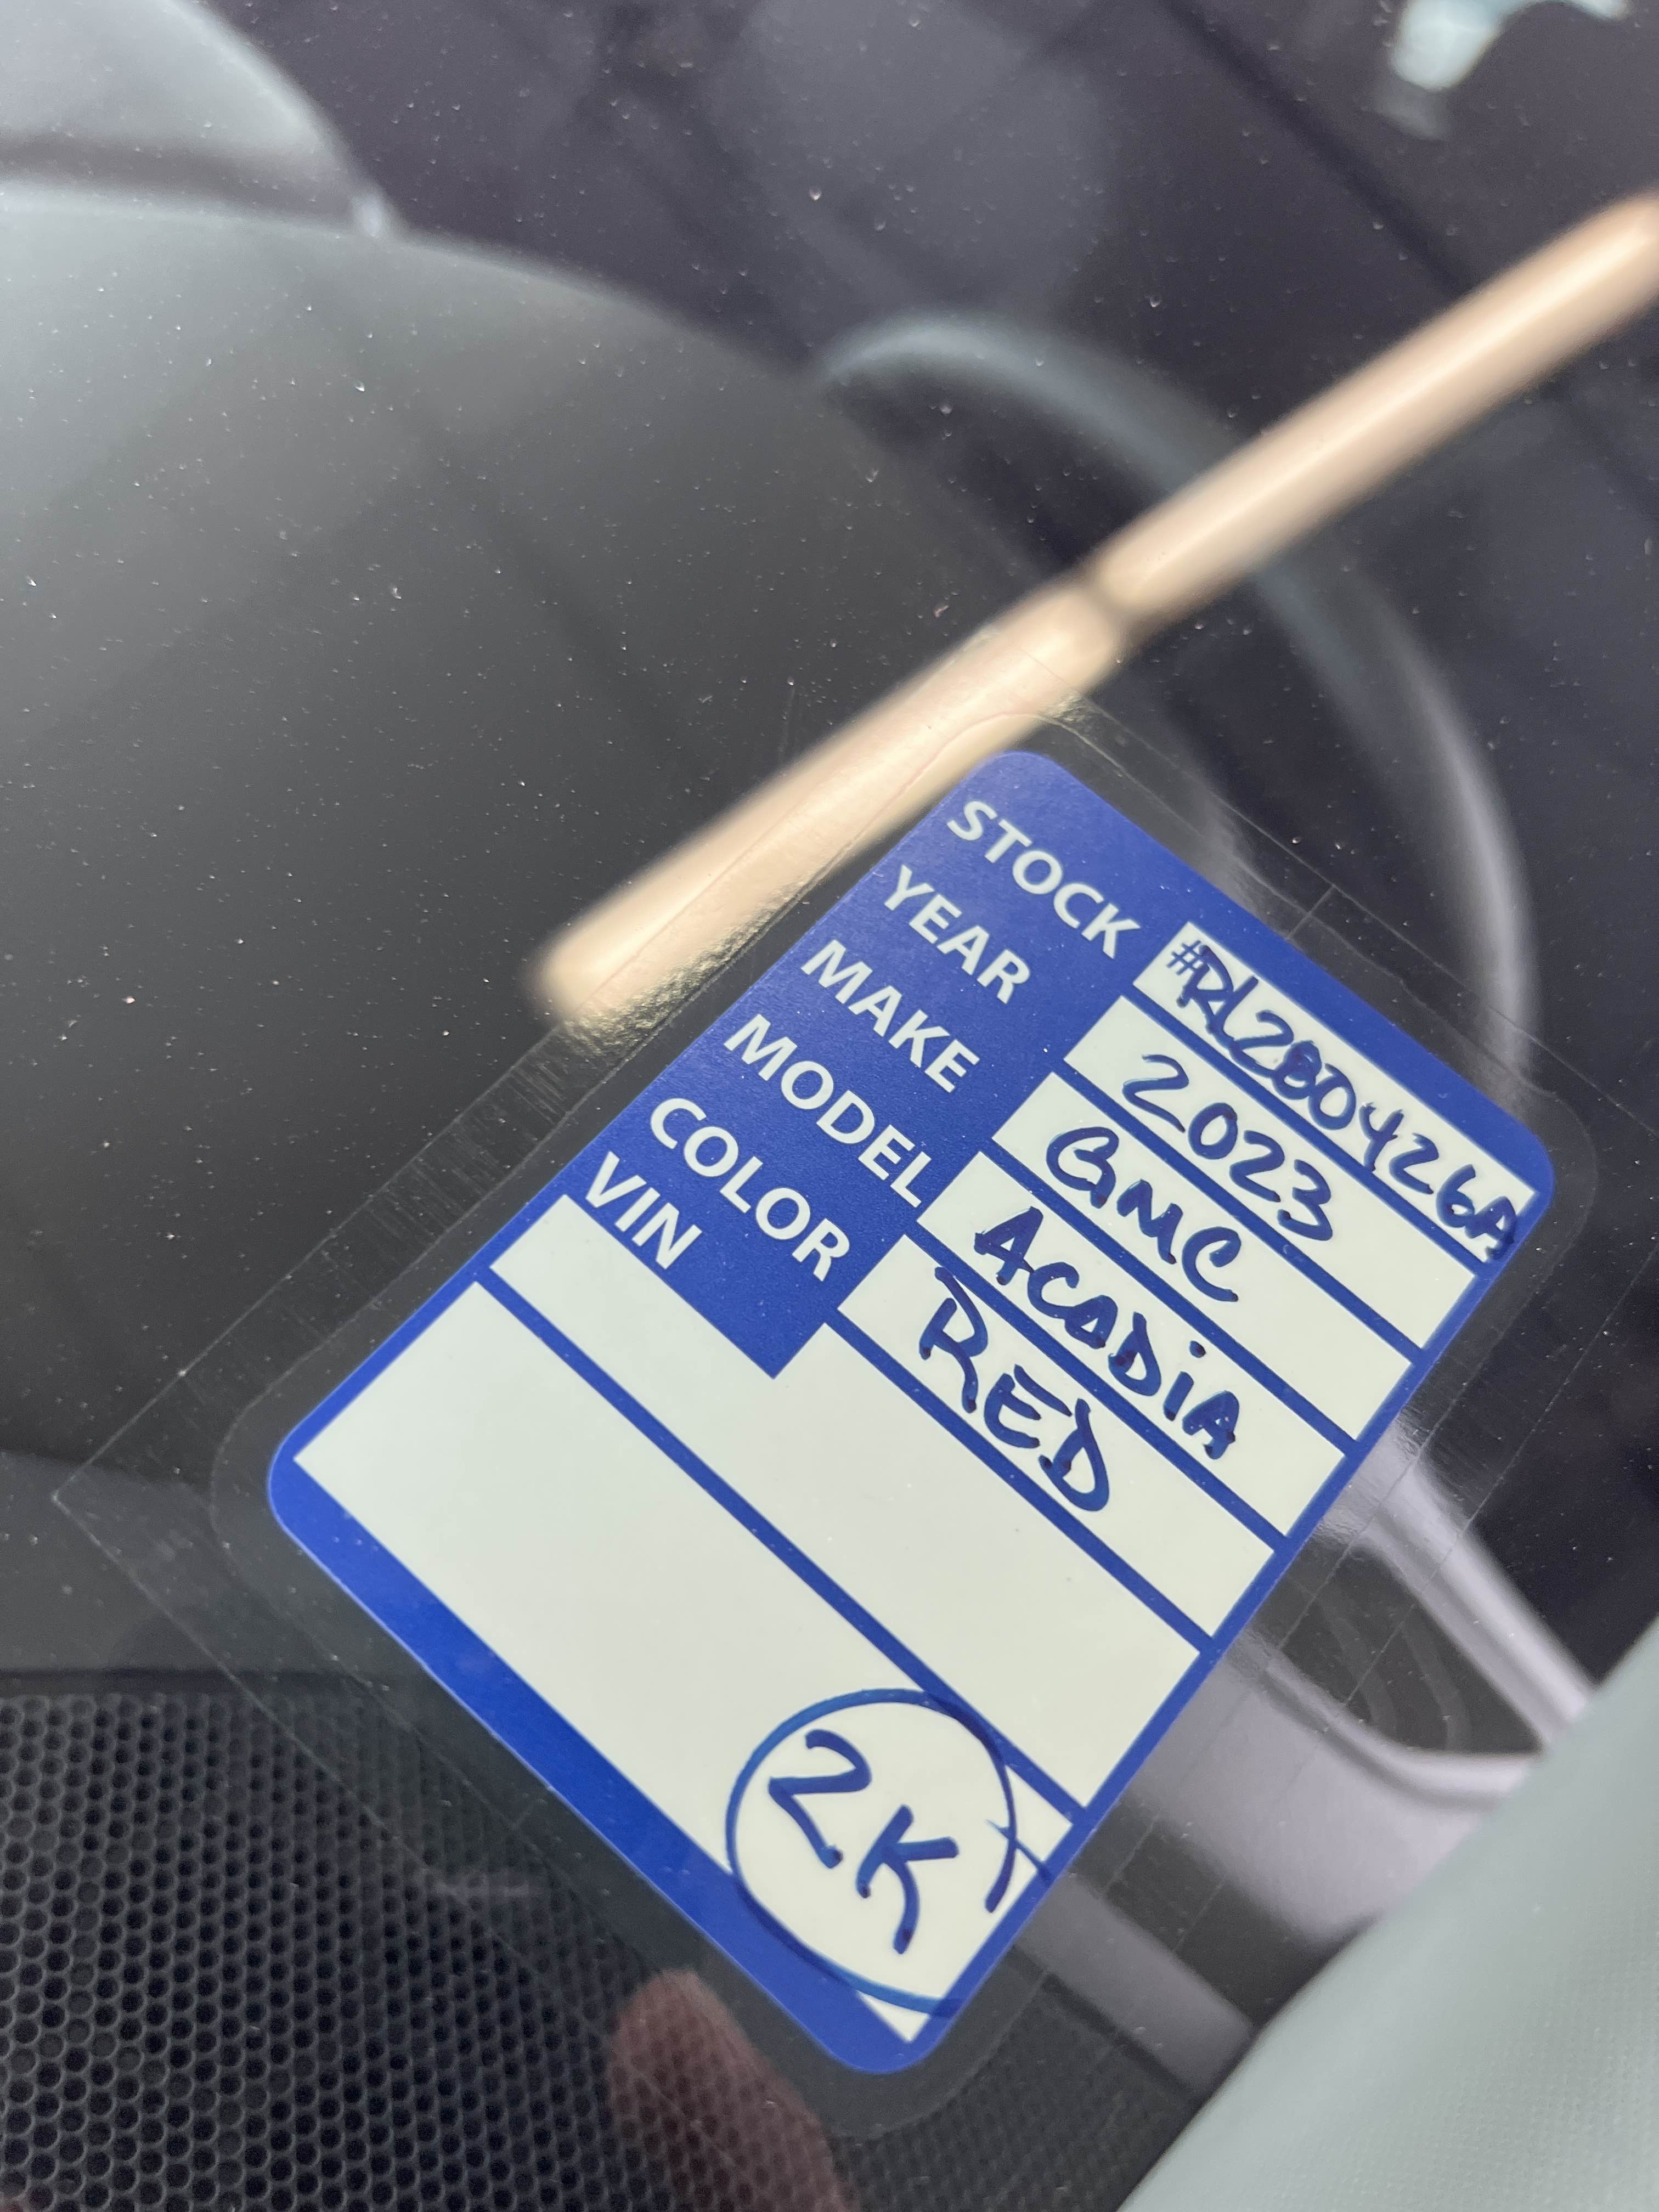 STOCK #RL280426A
YEAR 2023
MAKE GMC
MODEL ACADIA
COLOR RED
VIN
2K